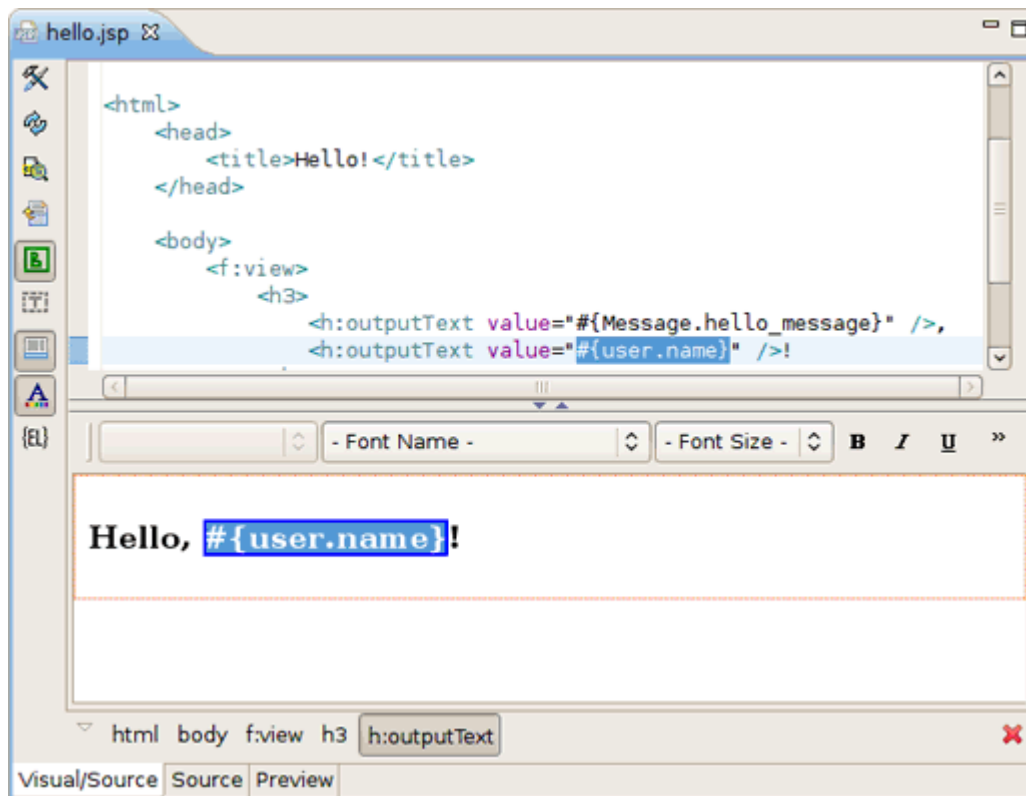 hello.jsp
<html>
<head>
<title>Hello!</title>
</head>
<body>
<f:view>
<h3>
<h:outputText value="#{Message.hello_message}" />,
<h:outputText value="#{user.name}" />!
{EL}
- Font Name -
- Font Size -
B I U »
Hello, #{user.name}!
html body f:view h3 h:outputText
Visual/Source Source Preview